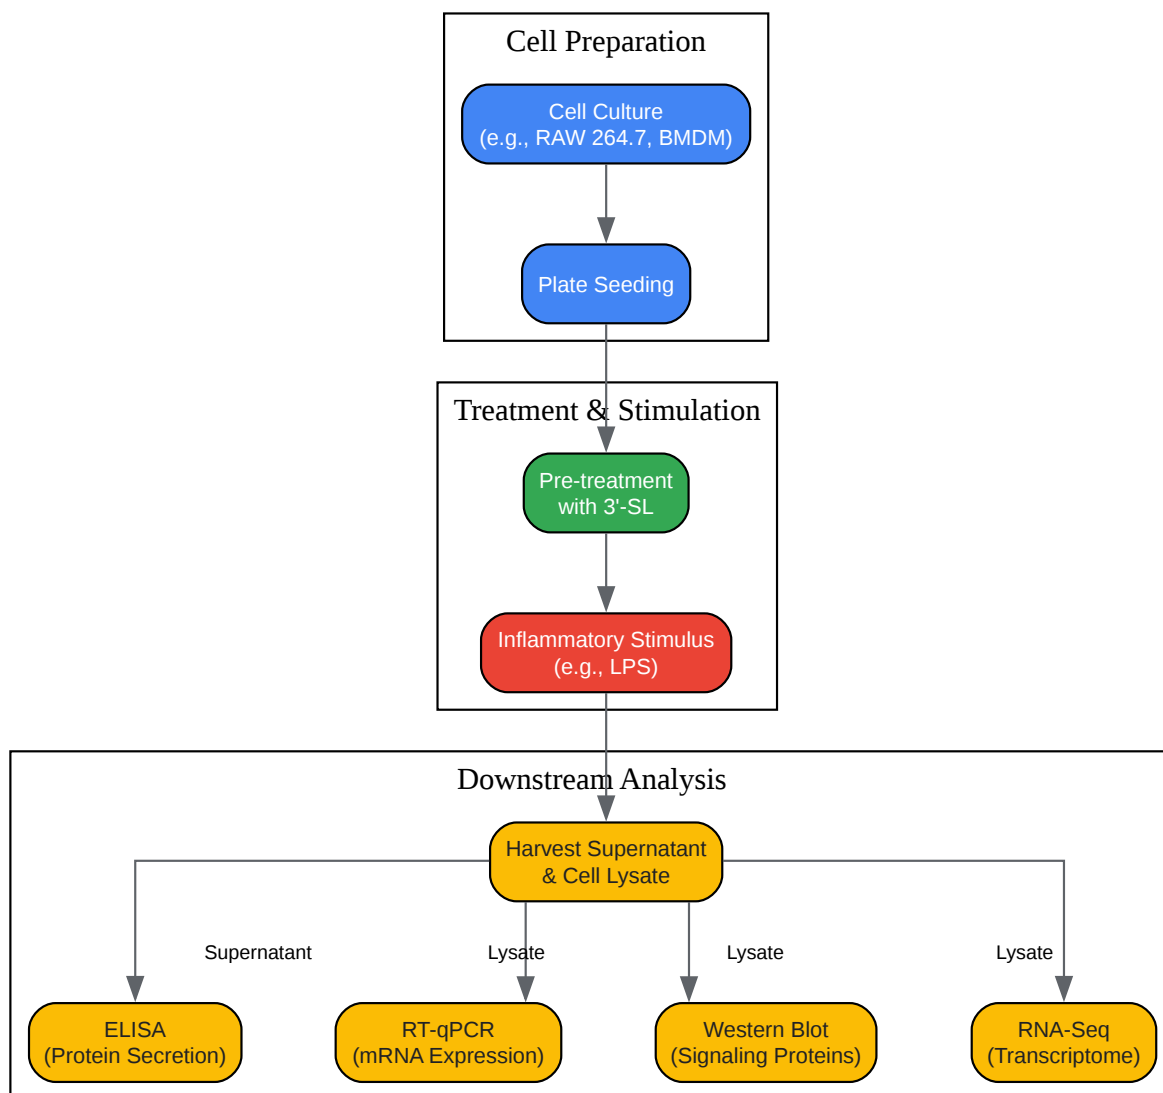 Cell Preparation
Cell Culture
(e.g., RAW 264.7, BMDM)
Plate Seeding
Treatment & Stimulation
Pre-treatment
with 3'-SL
Inflammatory Stimulus
(e.g., LPS)
Downstream Analysis
Harvest Supernatant
& Cell Lysate
Supernatant
Lysate
Lysate
Lysate
ELISA
(Protein Secretion)
RT-qPCR
(mRNA Expression)
Western Blot
(Signaling Proteins)
RNA-Seq
(Transcriptome)